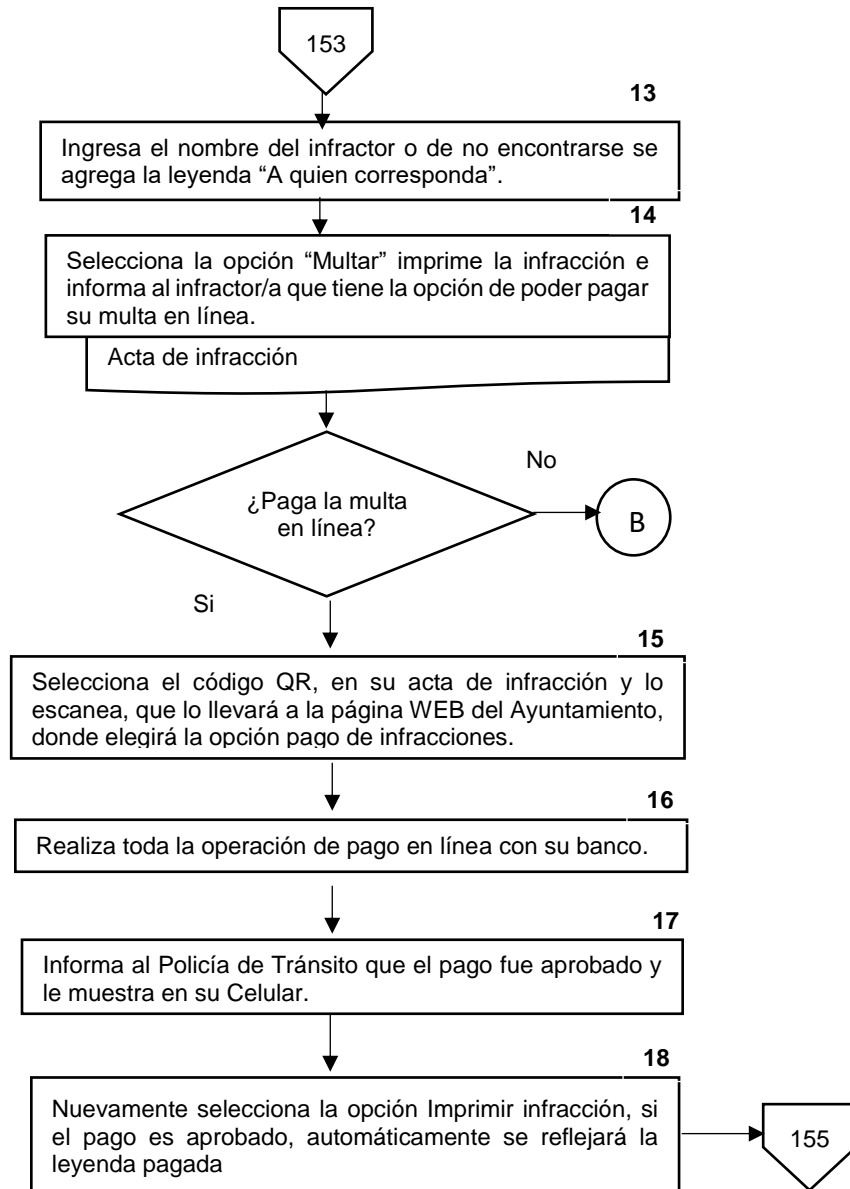 153
13
Ingresa el nombre del infractor o de no encontrarse se
agrega la leyenda “A quien corresponda”.
14
Selecciona la opción “Multar” imprime la infracción e
informa al infractor/a que tiene la opción de poder pagar
su multa en línea.
Acta de infracción
¿Paga la multa
en línea?
No
B
Si
15
Selecciona el código QR, en su acta de infracción y lo
escanea, que lo llevará a la página WEB del Ayuntamiento,
donde elegirá la opción pago de infracciones.
16
Realiza toda la operación de pago en línea con su banco.
17
Informa al Policía de Tránsito que el pago fue aprobado y
le muestra en su Celular.
18
Nuevamente selecciona la opción Imprimir infracción, si
el pago es aprobado, automáticamente se reflejará la
leyenda pagada
155